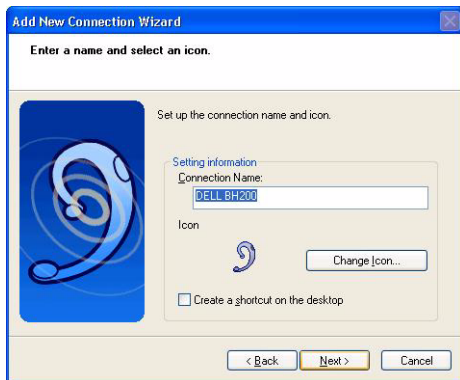 Add New Connection Wizard
Enter a name and select an icon.
Set up the connection name and icon.
Setting information
Connection Name:
DELL BH200
Icon
Change Icon...
Create a shortcut on the desktop
< Back
Next >
Cancel